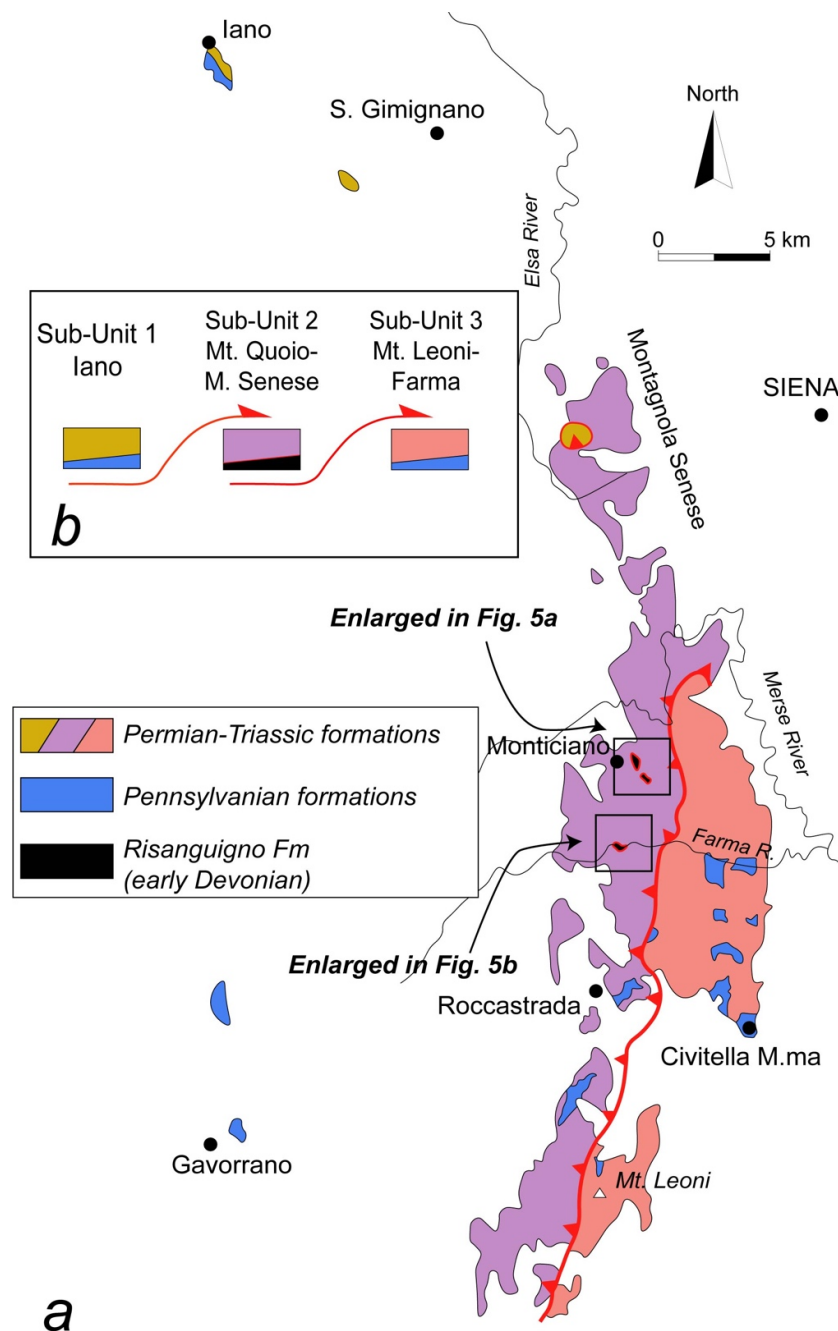 Iano
S. Gimignano
North
0 5 km
Elsa River
Sub-Unit 1
Iano
Sub-Unit 2
Mt. Quoio-
M. Senese
Sub-Unit 3
Mt. Leoni-
Farma
b
Montagnola Senese
SIENA
Enlarged in Fig. 5a
Permian-Triassic formations
Pennsylvanian formations
Risanguigno Fm
(early Devonian)
Monticiano
Merse River
Farma R.
Enlarged in Fig. 5b
Roccastrada
Civitella M.ma
Gavorrano
Mt. Leoni
a